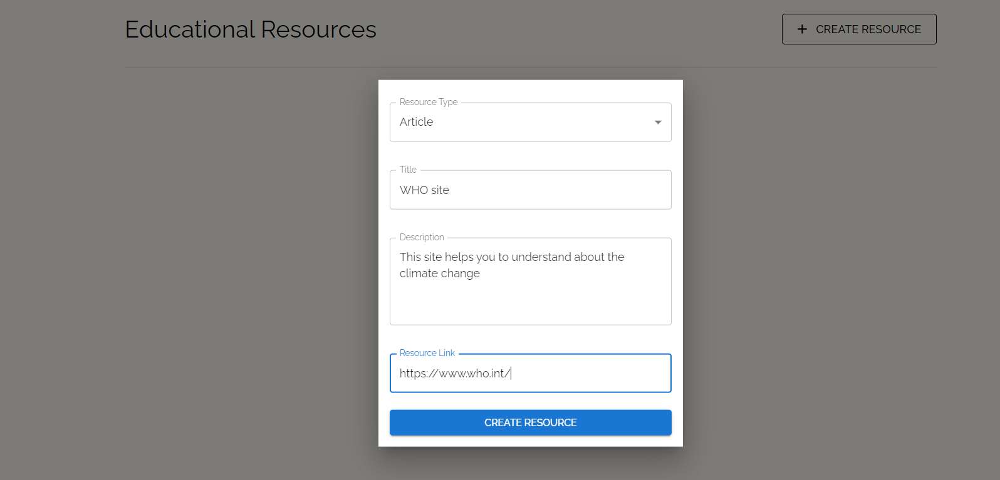 Educational Resources
+ CREATE RESOURCE
Resource Type
Article
Title
WHO site
Description
This site helps you to understand about the
climate change
Resource Link
https://www.who.int/
CREATE RESOURCE